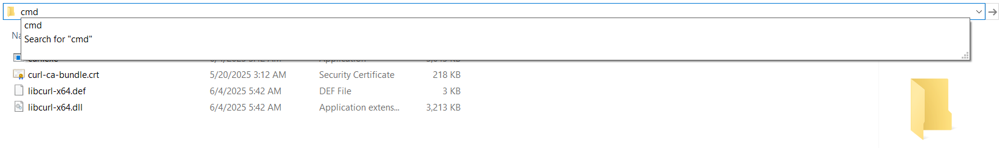 cmd
cmd
Search for "cmd"
curl-ca-bundle.crt 5/20/2025 3:12 AM Security Certificate 218 KB
libcurl-x64.def 6/4/2025 5:42 AM DEF File 3 KB
libcurl-x64.dll 6/4/2025 5:42 AM Application extens... 3,213 KB